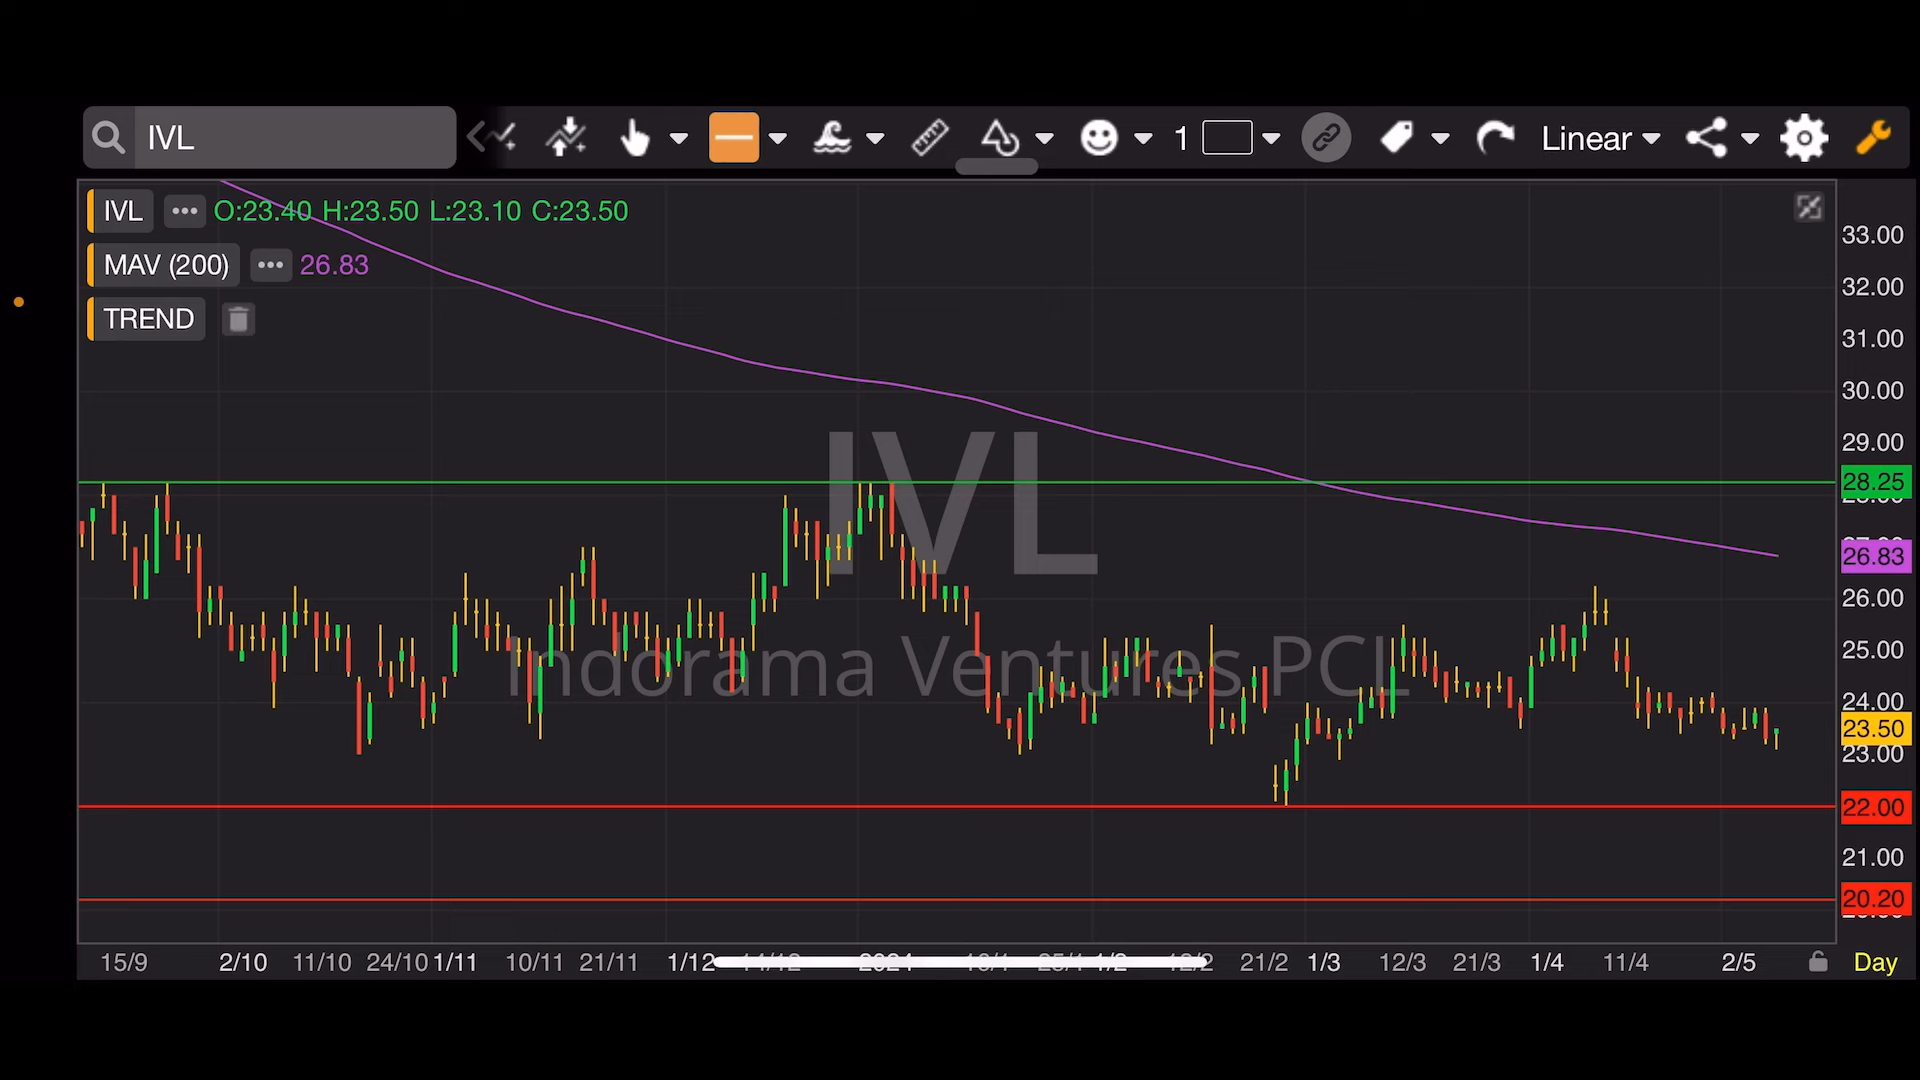 IVL 1 Linear
IVL O:23.40 H:23.50 L:23.10 C:23.50
MAV (200) 26.83
TREND
33.00
32.00
31.00
30.00
29.00
28.25
26.83
26.00
25.00
24.00
23.50
23.00
22.00
21.00
20.20
IVL
Indorama Ventures PCL
15/9 2/10 11/10 24/10 1/11 10/11 21/11 1/12 21/2 1/3 12/3 21/3 1/4 11/4 2/5 Day